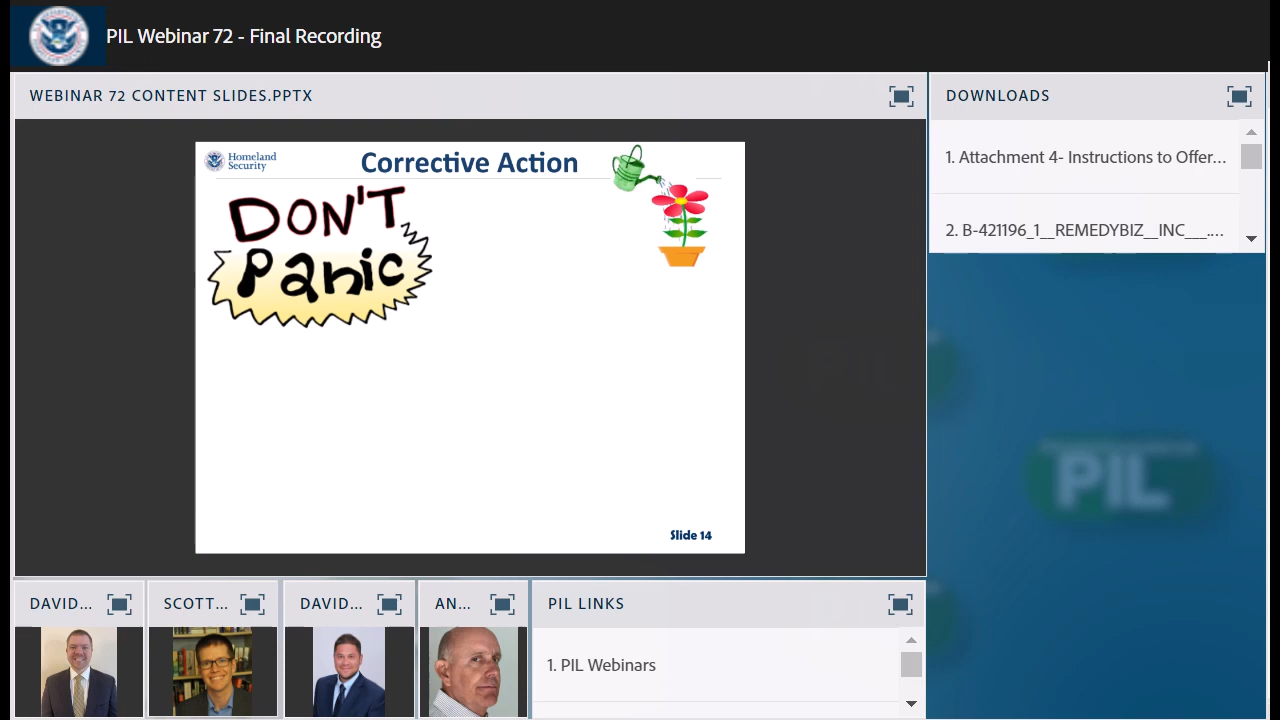 PIL Webinar 72 - Final Recording
WEBINAR 72 CONTENT SLIDES.PPTX
Homeland
Security
Corrective Action
DON'T
Panic
Slide 14
DOWNLOADS
1. Attachment 4- Instructions to Offer...
2. B-421196_1__REMEDYBIZ__INC___....
PIL
DAVID...
SCOTT...
DAVID...
AN...
PIL LINKS
1. PIL Webinars